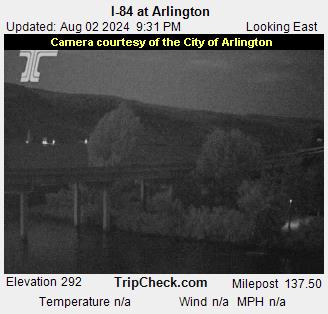 I-84 at Arlington
Updated: Aug 02 2024 9:31 PM Looking East
Camera courtesy of the City of Arlington
Elevation 292 TripCheck.com Milepost 137.50
Temperature n/a Wind n/a MPH n/a